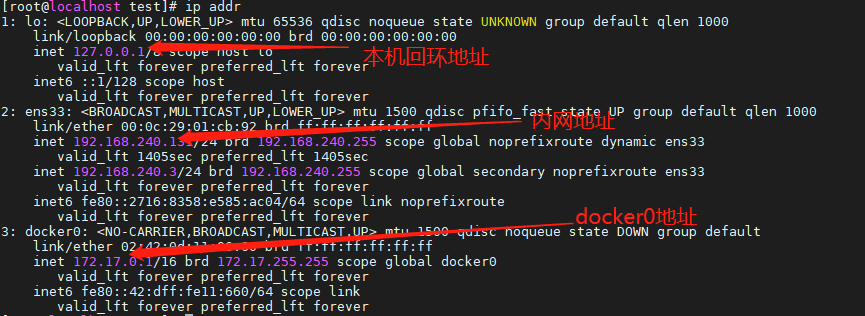 [root@localhost test]# ip addr
1: lo: <LOOPBACK,UP,LOWER_UP> mtu 65536 qdisc noqueue state UNKNOWN group default qlen 1000
link/loopback 00:00:00:00:00:00 brd 00:00:00:00:00:00
inet 127.0.0.1/8 scope host lo
本机回环地址
valid_lft forever preferred_lft forever
inet6 ::1/128 scope host
valid_lft forever preferred_lft forever
2: ens33: <BROADCAST,MULTICAST,UP,LOWER_UP> mtu 1500 qdisc pfifo_fast state UP group default qlen 1000
link/ether 00:0c:29:01:cb:92 brd ff:ff:ff:ff:ff:ff
内网地址
inet 192.168.240.131/24 brd 192.168.240.255 scope global noprefixroute dynamic ens33
valid_lft 1405sec preferred_lft 1405sec
inet 192.168.240.3/24 brd 192.168.240.255 scope global secondary noprefixroute ens33
valid_lft forever preferred_lft forever
inet6 fe80::2716:8358:e585:ac04/64 scope link noprefixroute
valid_lft forever preferred_lft forever
docker0地址
3: docker0: <NO-CARRIER,BROADCAST,MULTICAST,UP> mtu 1500 qdisc noqueue state DOWN group default
link/ether brd ff:ff:ff:ff:ff:ff
inet 172.17.0.1/16 brd 172.17.255.255 scope global docker0
valid_lft forever preferred_lft forever
inet6 fe80::42:dff:fe11:660/64 scope link
valid_lft forever preferred_lft forever